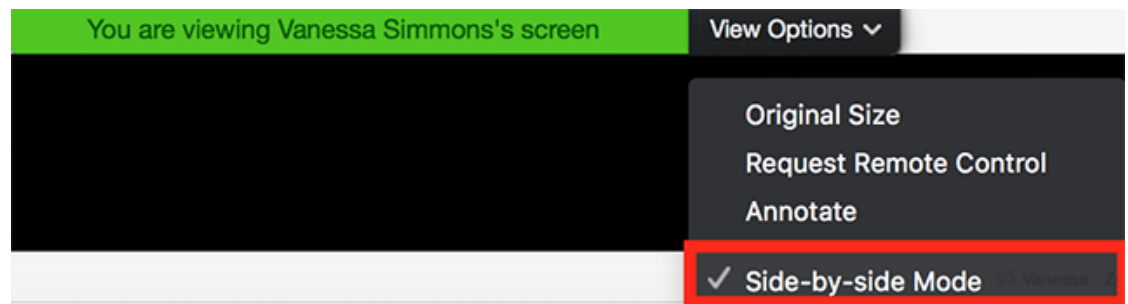 You are viewing Vanessa Simmons's screen
View Options
Original Size
Request Remote Control
Annotate
Side-by-side Mode